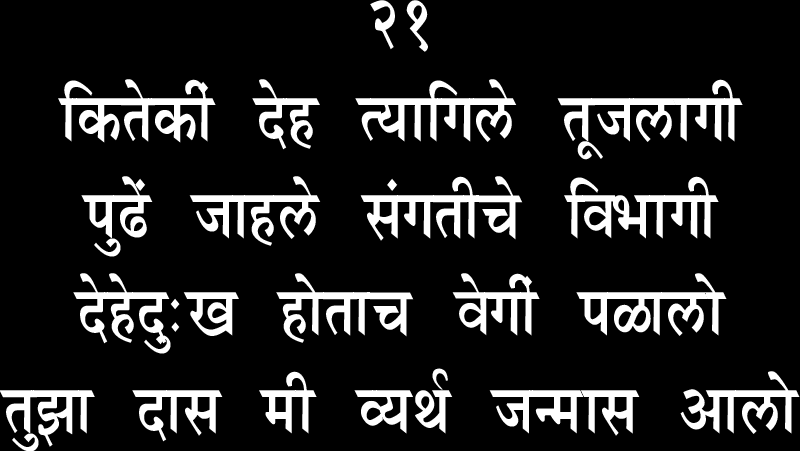 २१
कितेकीं देह त्यागिले तूजलागी
पुढें जाहले संगतीचे विभागी
देहेदुःख होताच वेगीं पळालो
तुझा दास मी व्यर्थ जन्मास आलो